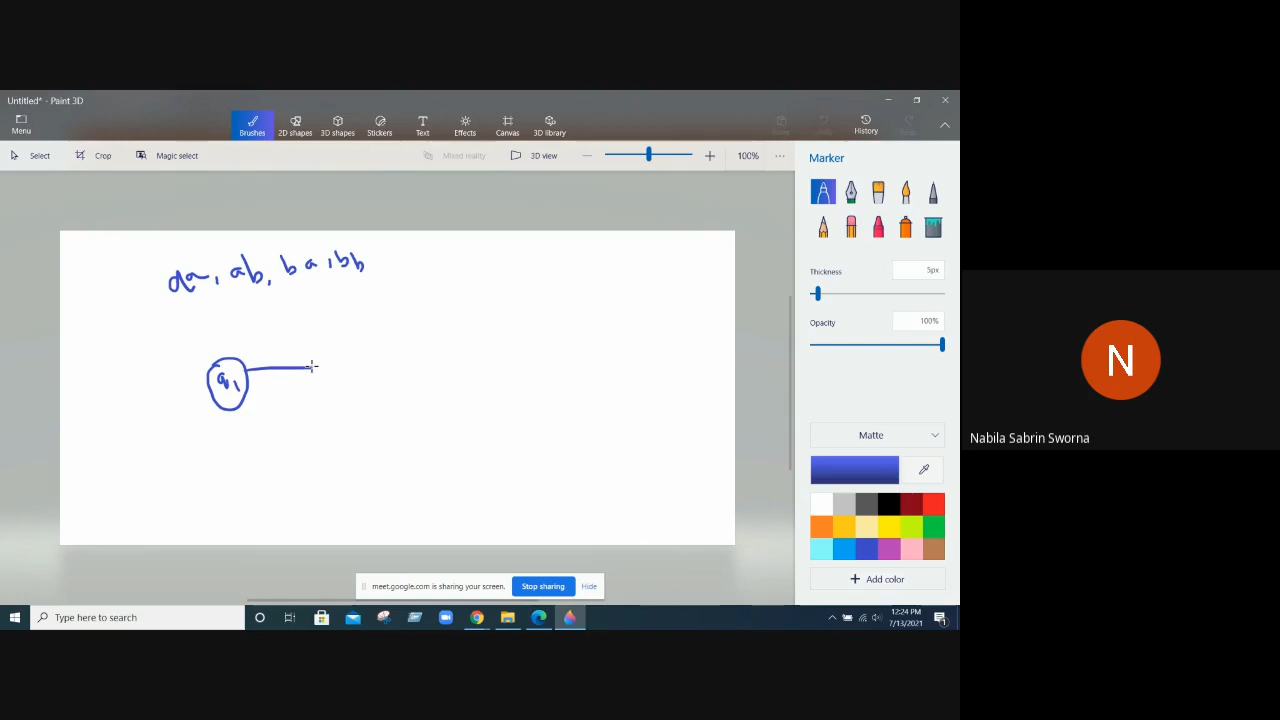 Untitled* - Paint 3D
Menu
Brushes
2D shapes
3D shapes
Stickers
Text
Effects
Canvas
3D library
History
Select
Crop
Magic select
Mixed reality
3D view
100%
Marker
Thickness
5px
Opacity
100%
Matte
Add color
aa, ab, ba, bb
q1
meet.google.com is sharing your screen.
Stop sharing
Hide
Type here to search
12:24 PM
7/13/2021
N
Nabila Sabrin Sworna